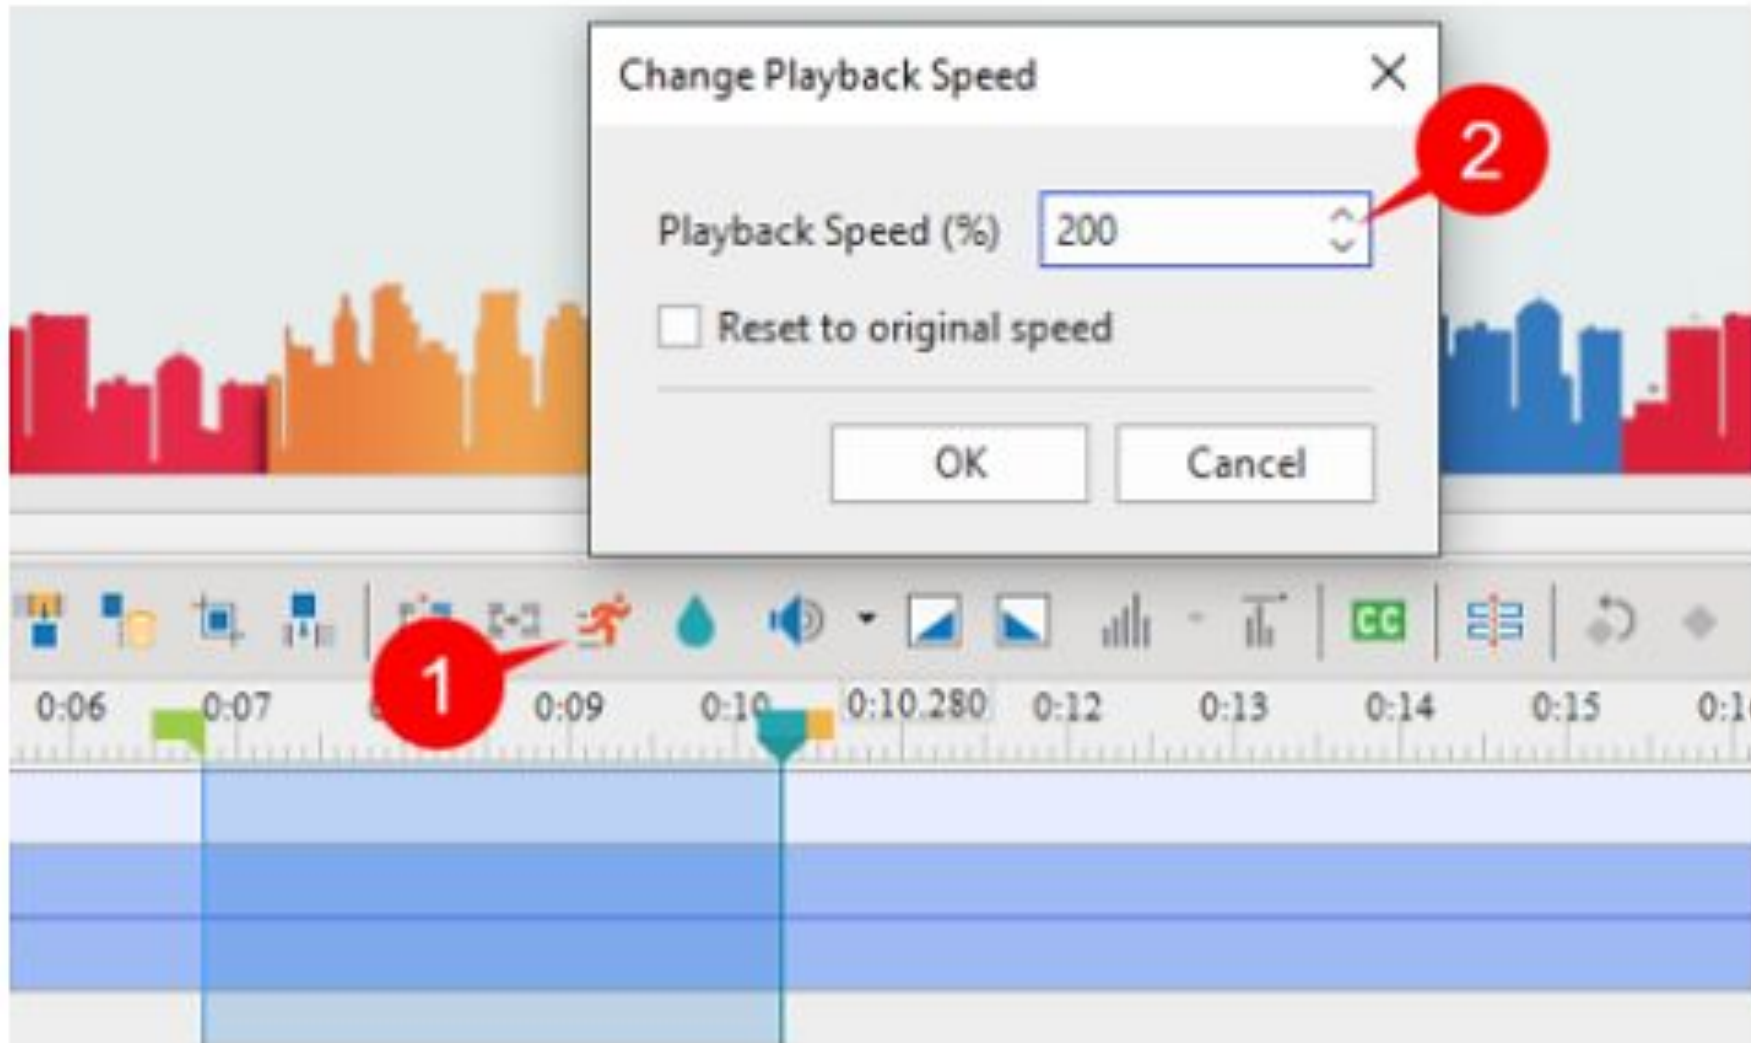 Change Playback Speed
2
Playback Speed (%) 200
Reset to original speed
OK Cancel
CC
1
0:06 0:07 0:09 0:10 0:10.280 0:12 0:13 0:14 0:15